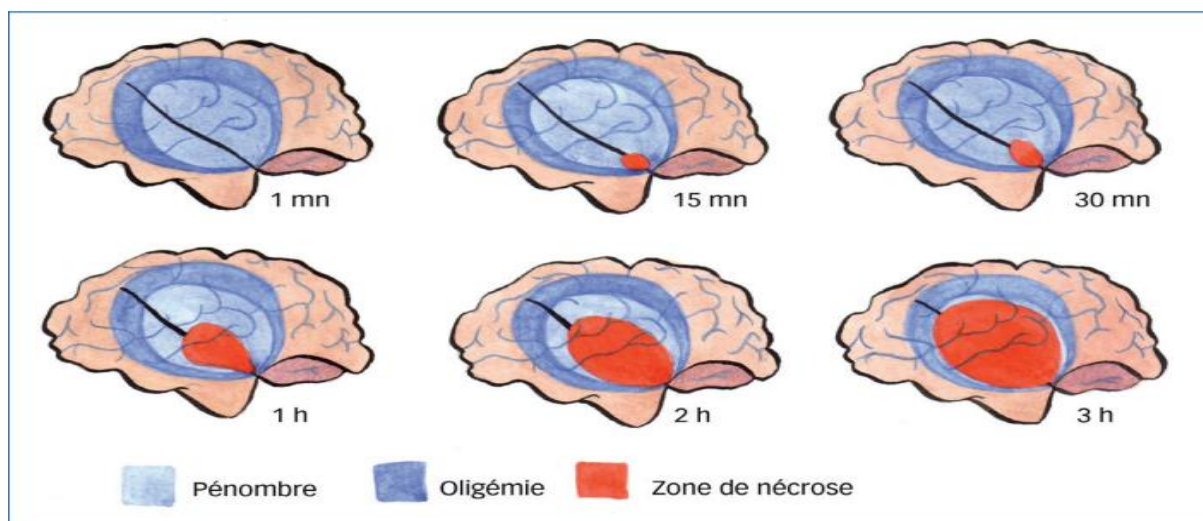 1 mn
15 mn
30 mn
1 h
2 h
3 h
Pénombre
Oligémie
Zone de nécrose